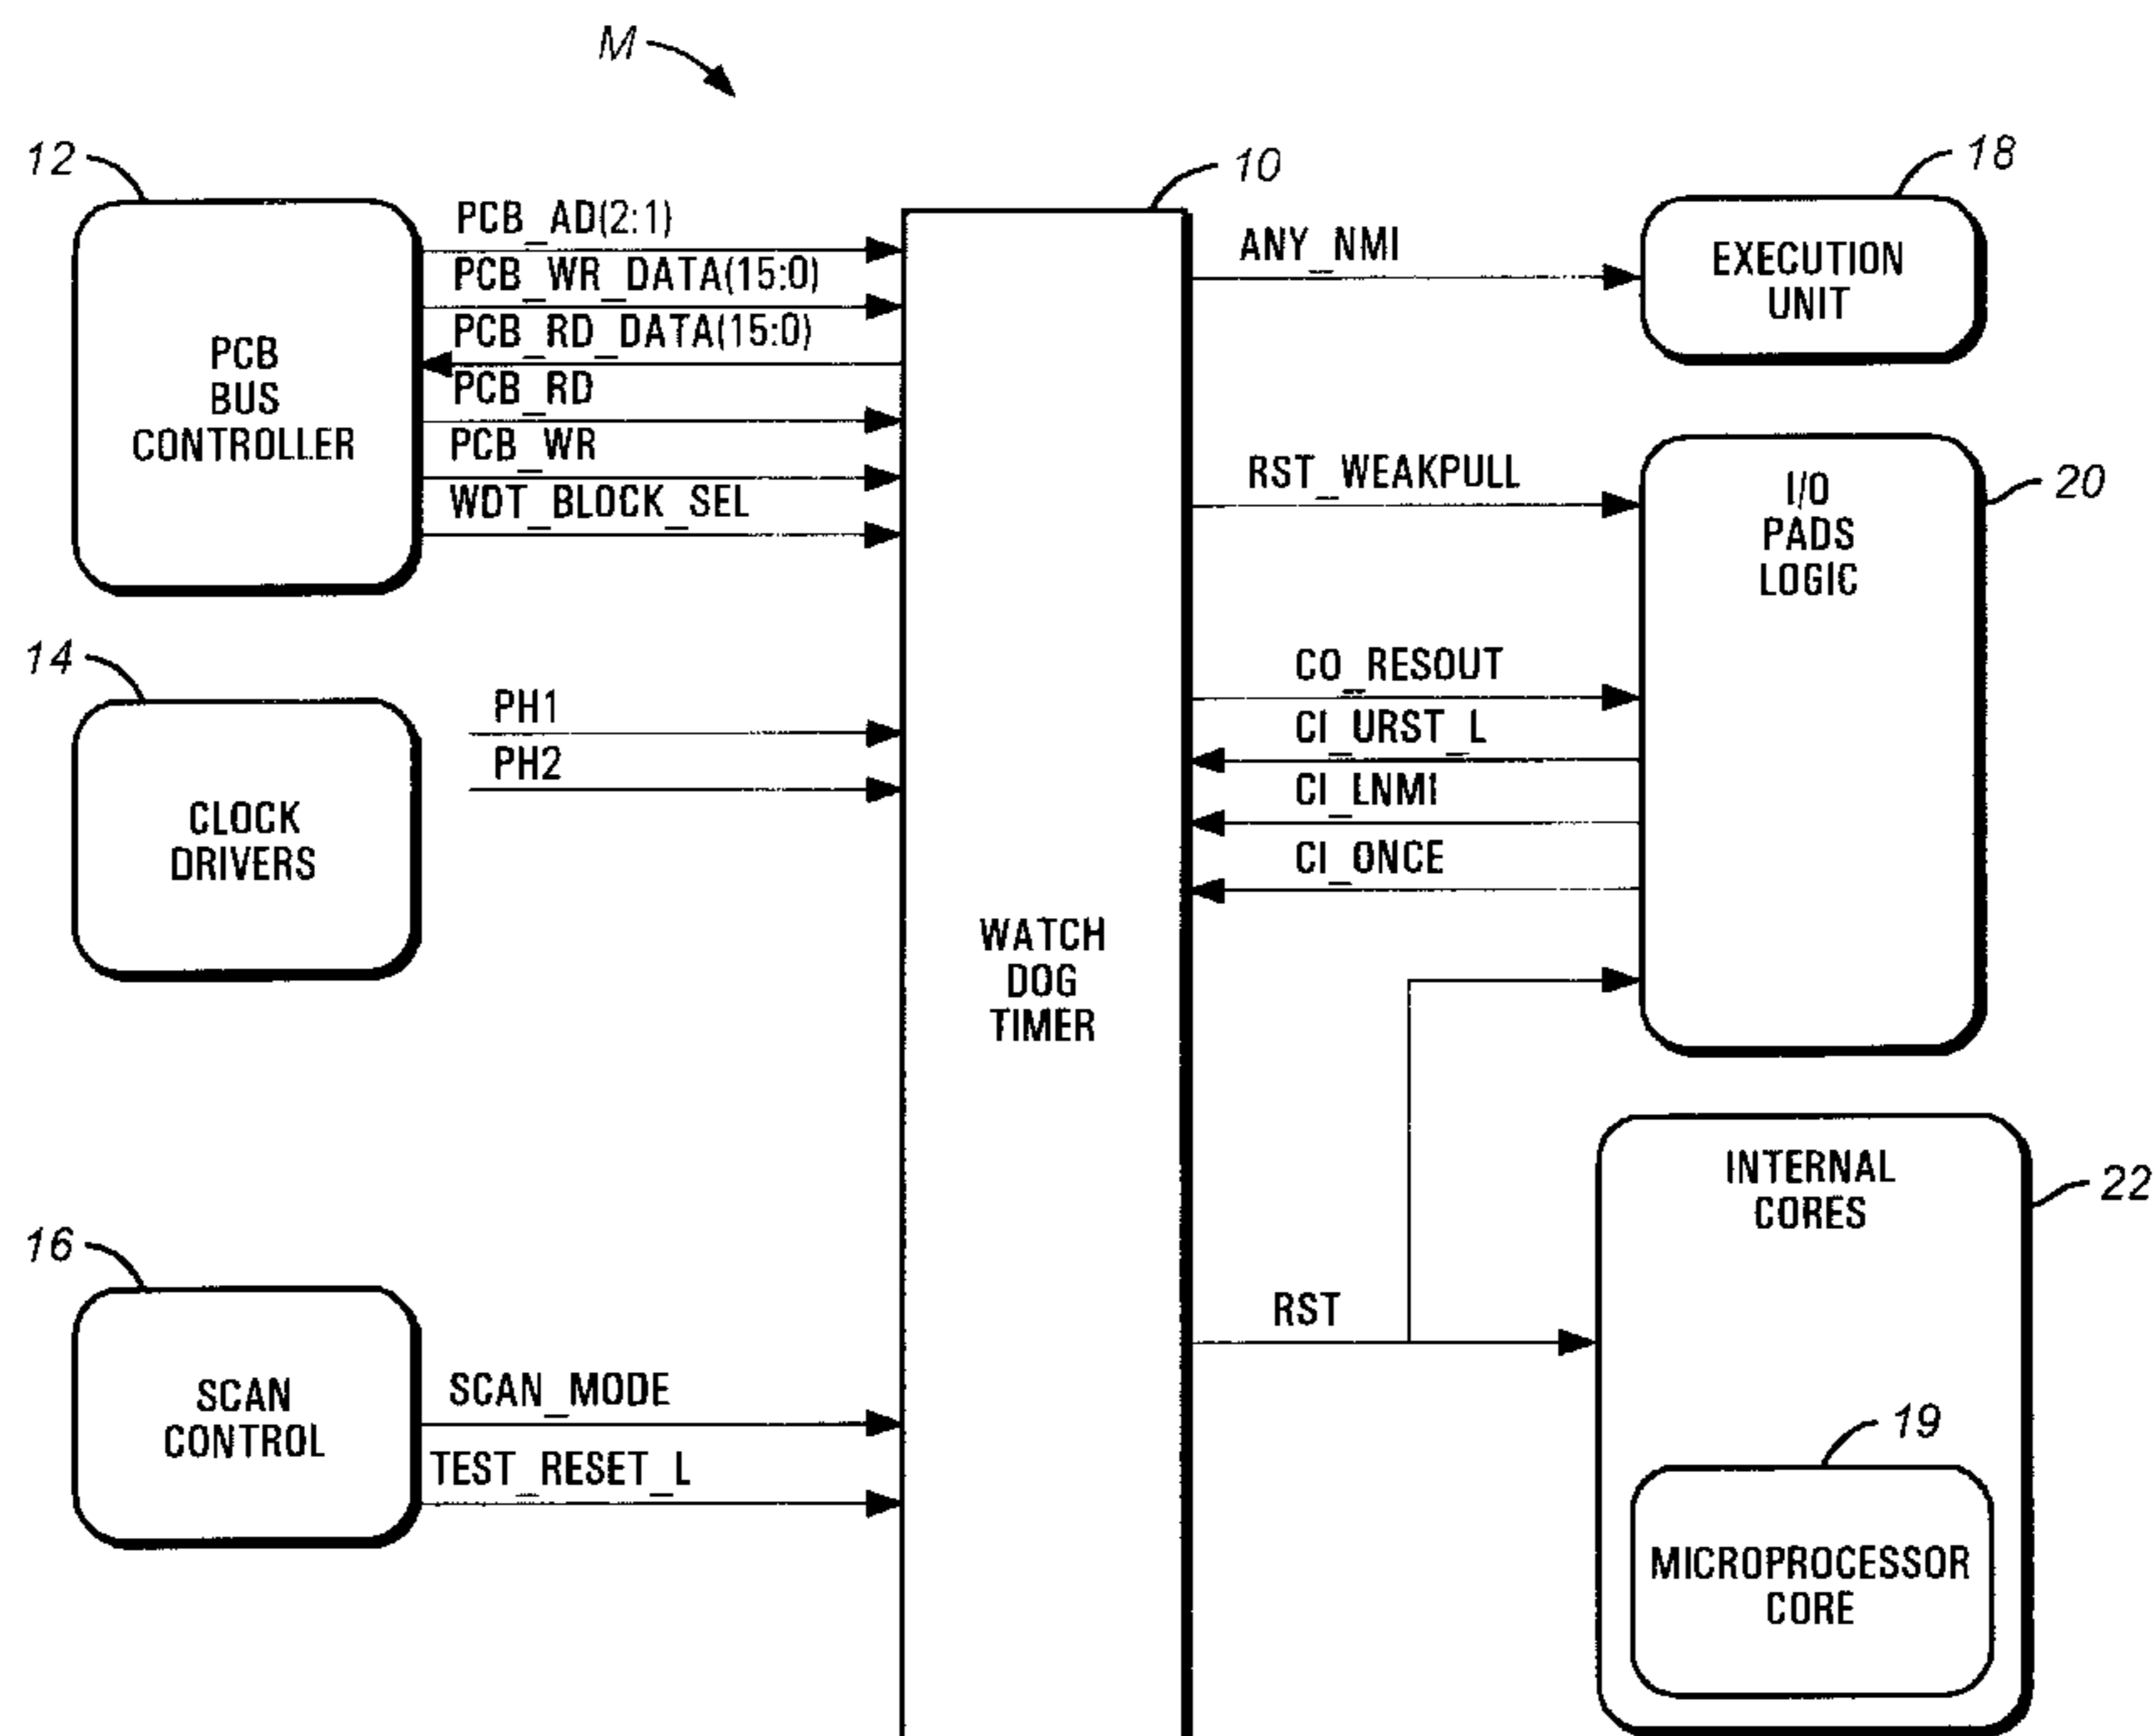 M
12
PCB_AD(2:1)
PCB_WR_DATA(15:0)
PCB_RD_DATA(15:0)
PCB_RD
PCB_WR
WDT_BLOCK_SEL
PCB
BUS
CONTROLLER
14
PH1
PH2
CLOCK
DRIVERS
16
SCAN
CONTROL
SCAN_MODE
TEST_RESET_L
10
WATCH
DOG
TIMER
ANY_NMI
18
EXECUTION
UNIT
RST_WEAKPULL
CO_RESOUT
CI_URST_L
CI_LNMI
CI_ONCE
20
I/O
PADS
LOGIC
RST
22
INTERNAL
CORES
19
MICROPROCESSOR
CORE